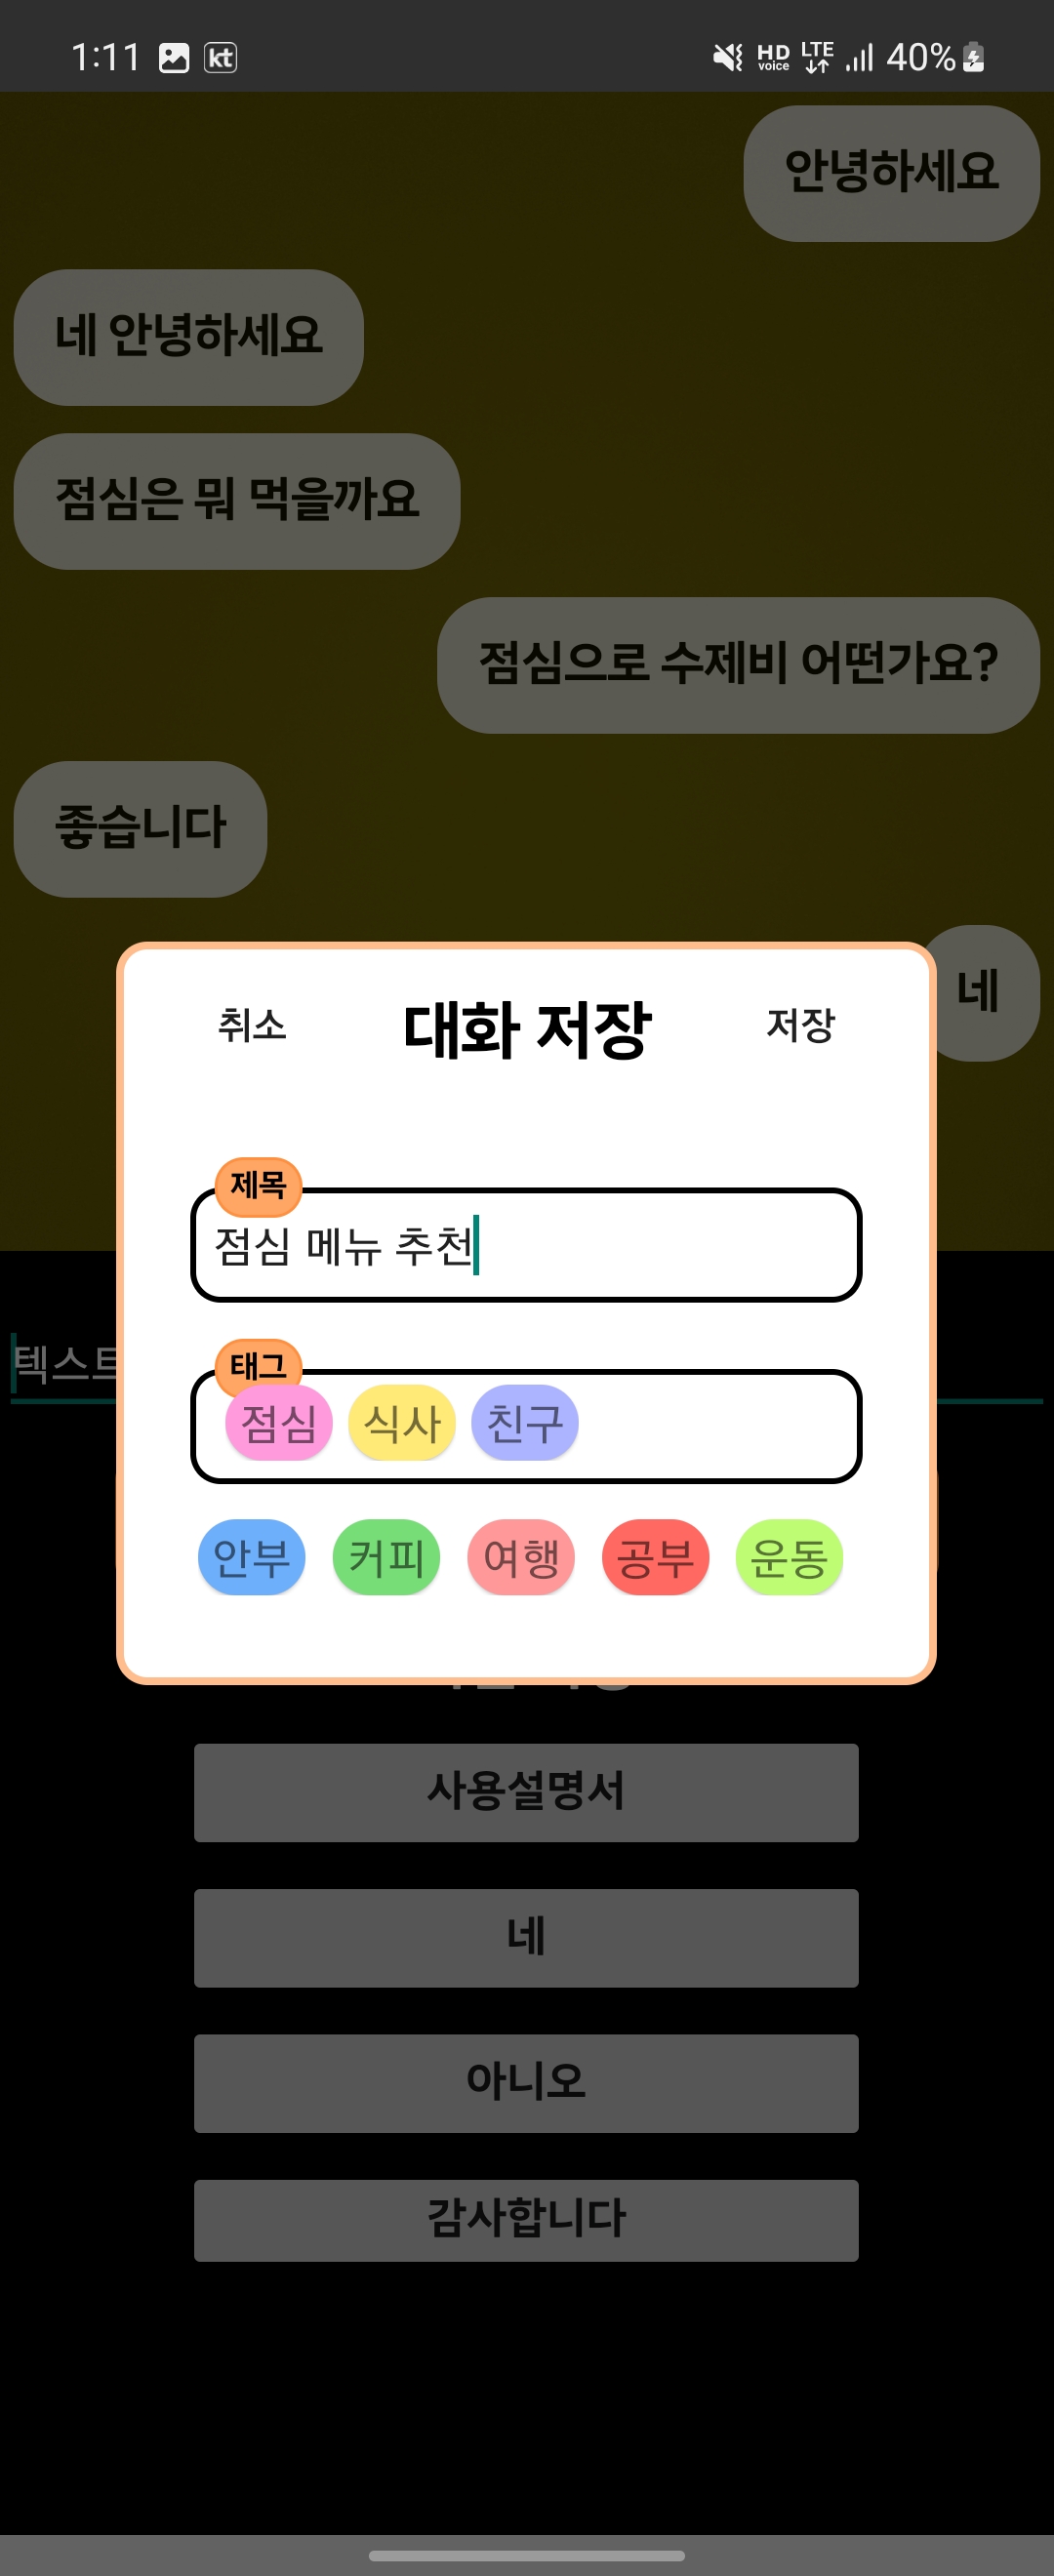 1:11 kt HD voice LTE 40%
안녕하세요
네 안녕하세요
점심은 뭐 먹을까요
점심으로 수제비 어떤가요?
좋습니다
네
취소 대화 저장 저장
제목
점심 메뉴 추천
태그
점심 식사 친구
안부 커피 여행 공부 운동
텍스트
사용설명서
네
아니오
감사합니다